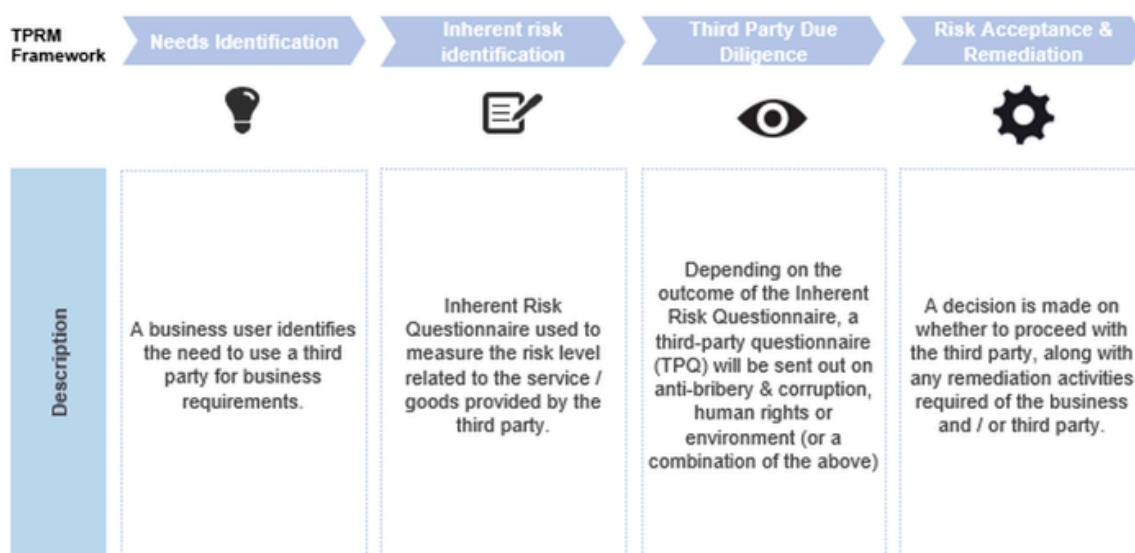 TPRM
Framework
Needs Identification
Inherent risk
identification
Third Party Due
Diligence
Risk Acceptance &
Remediation
Description
A business user identifies
the need to use a third
party for business
requirements.
Inherent Risk
Questionnaire used to
measure the risk level
related to the service /
goods provided by the
third party.
Depending on the
outcome of the Inherent
Risk Questionnaire, a
third-party questionnaire
(TPQ) will be sent out on
anti-bribery & corruption,
human rights or
environment (or a
combination of the above)
A decision is made on
whether to proceed with
the third party, along with
any remediation activities
required of the business
and / or third party.